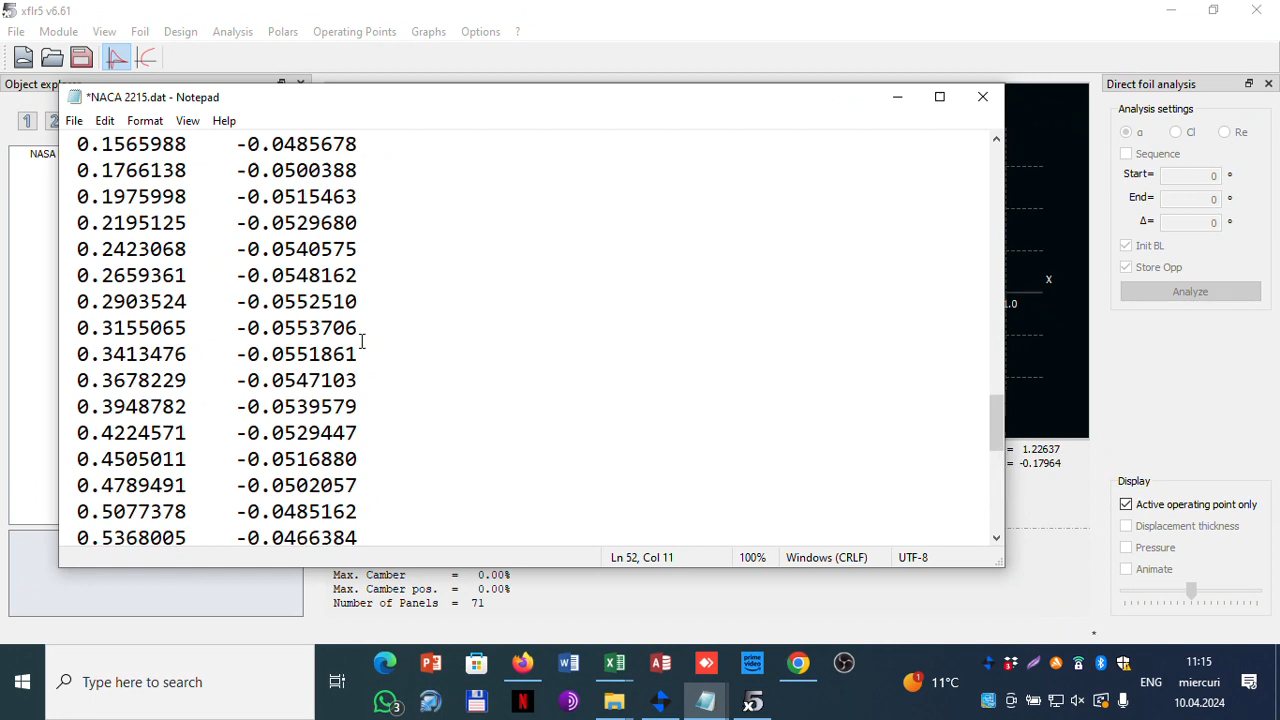 xflr5 v6.61
File Module View Foil Design Analysis Polars Operating Points Graphs Options ?
Object explorer
*NACA 2215.dat - Notepad
Direct foil analysis
File Edit Format View Help
Analysis settings
α Cl Re
Sequence
Start= 0 °
End= 0 °
Δ= 0 °
Init BL
Store Opp
Analyze
1 2
NASA
0.1565988 -0.0485678
0.1766138 -0.0500388
0.1975998 -0.0515463
0.2195125 -0.0529680
0.2423068 -0.0540575
0.2659361 -0.0548162
0.2903524 -0.0552510
0.3155065 -0.0553706
0.3413476 -0.0551861
0.3678229 -0.0547103
0.3948782 -0.0539579
0.4224571 -0.0529447
0.4505011 -0.0516880
0.4789491 -0.0502057
0.5077378 -0.0485162
0.5368005 -0.0466384
X
1.0
= 1.22637
= -0.17964
Ln 52, Col 11 100% Windows (CRLF) UTF-8
Display
Active operating point only
Displacement thickness
Pressure
Animate
Max. Camber = 0.00%
Max. Camber pos. = 0.00%
Number of Panels = 71
*
Type here to search
3
1 11°C
ENG
11:15
miercuri
10.04.2024